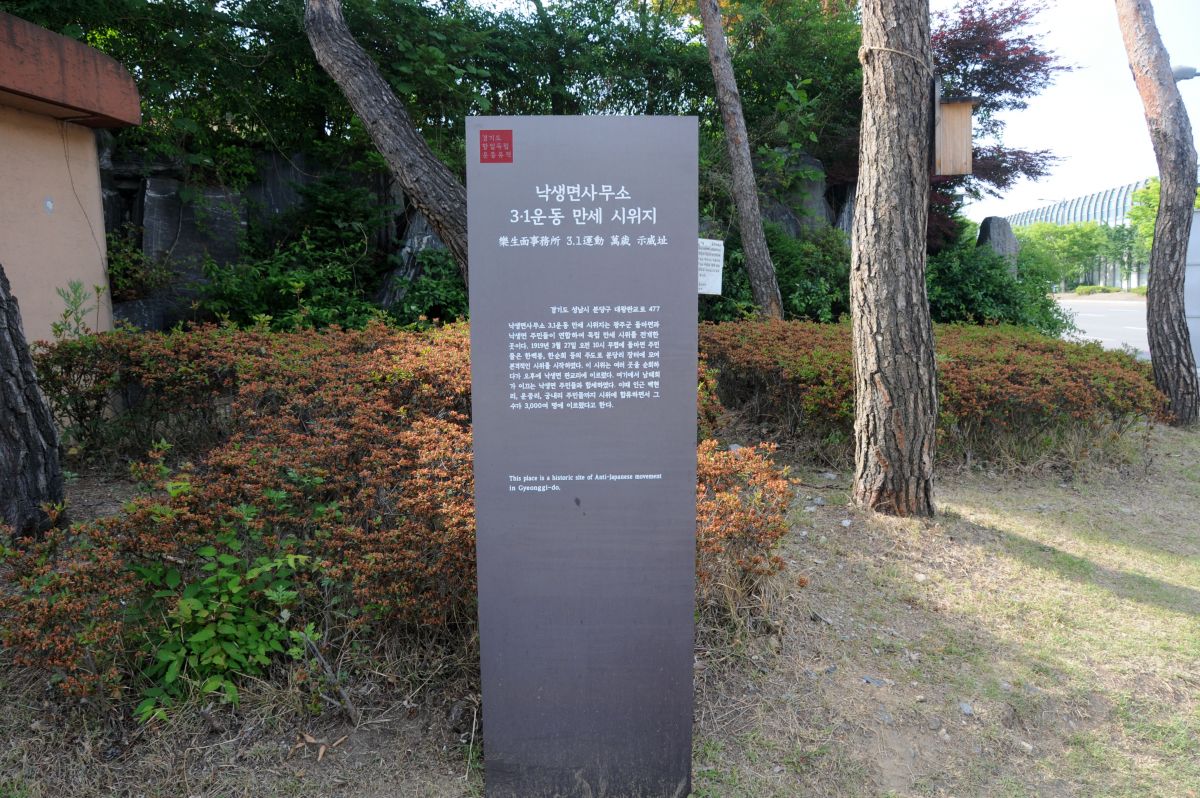 경기도
항일독립
운동유적
낙생면사무소
3·1운동 만세 시위지
樂生面事務所 3.1運動 萬歲 示威址
경기도 성남시 분당구 대왕판교로 477
낙생면사무소 3.1운동 만세 시위지는 광주군 돌마면과
낙생면 주민들이 연합하여 독립 만세 시위를 전개한
곳이다. 1919년 3월 27일 오전 10시 무렵에 돌마면 주민
들은 한백봉, 한순회 등의 주도로 분당리 장터에 모여
본격적인 시위를 시작하였다. 이 시위는 여러 곳을 순회하
다가 오후에 낙생면 판교리에 이르렀다. 여기에서 남태희
가 이끄는 낙생면 주민들과 합세하였다. 이때 인근 백현
리, 운중리, 궁내리 주민들까지 시위에 합류하면서 그
수가 3,000여 명에 이르렀다고 한다.
This place is a historic site of Anti-Japanese movement
in Gyeonggi-do.